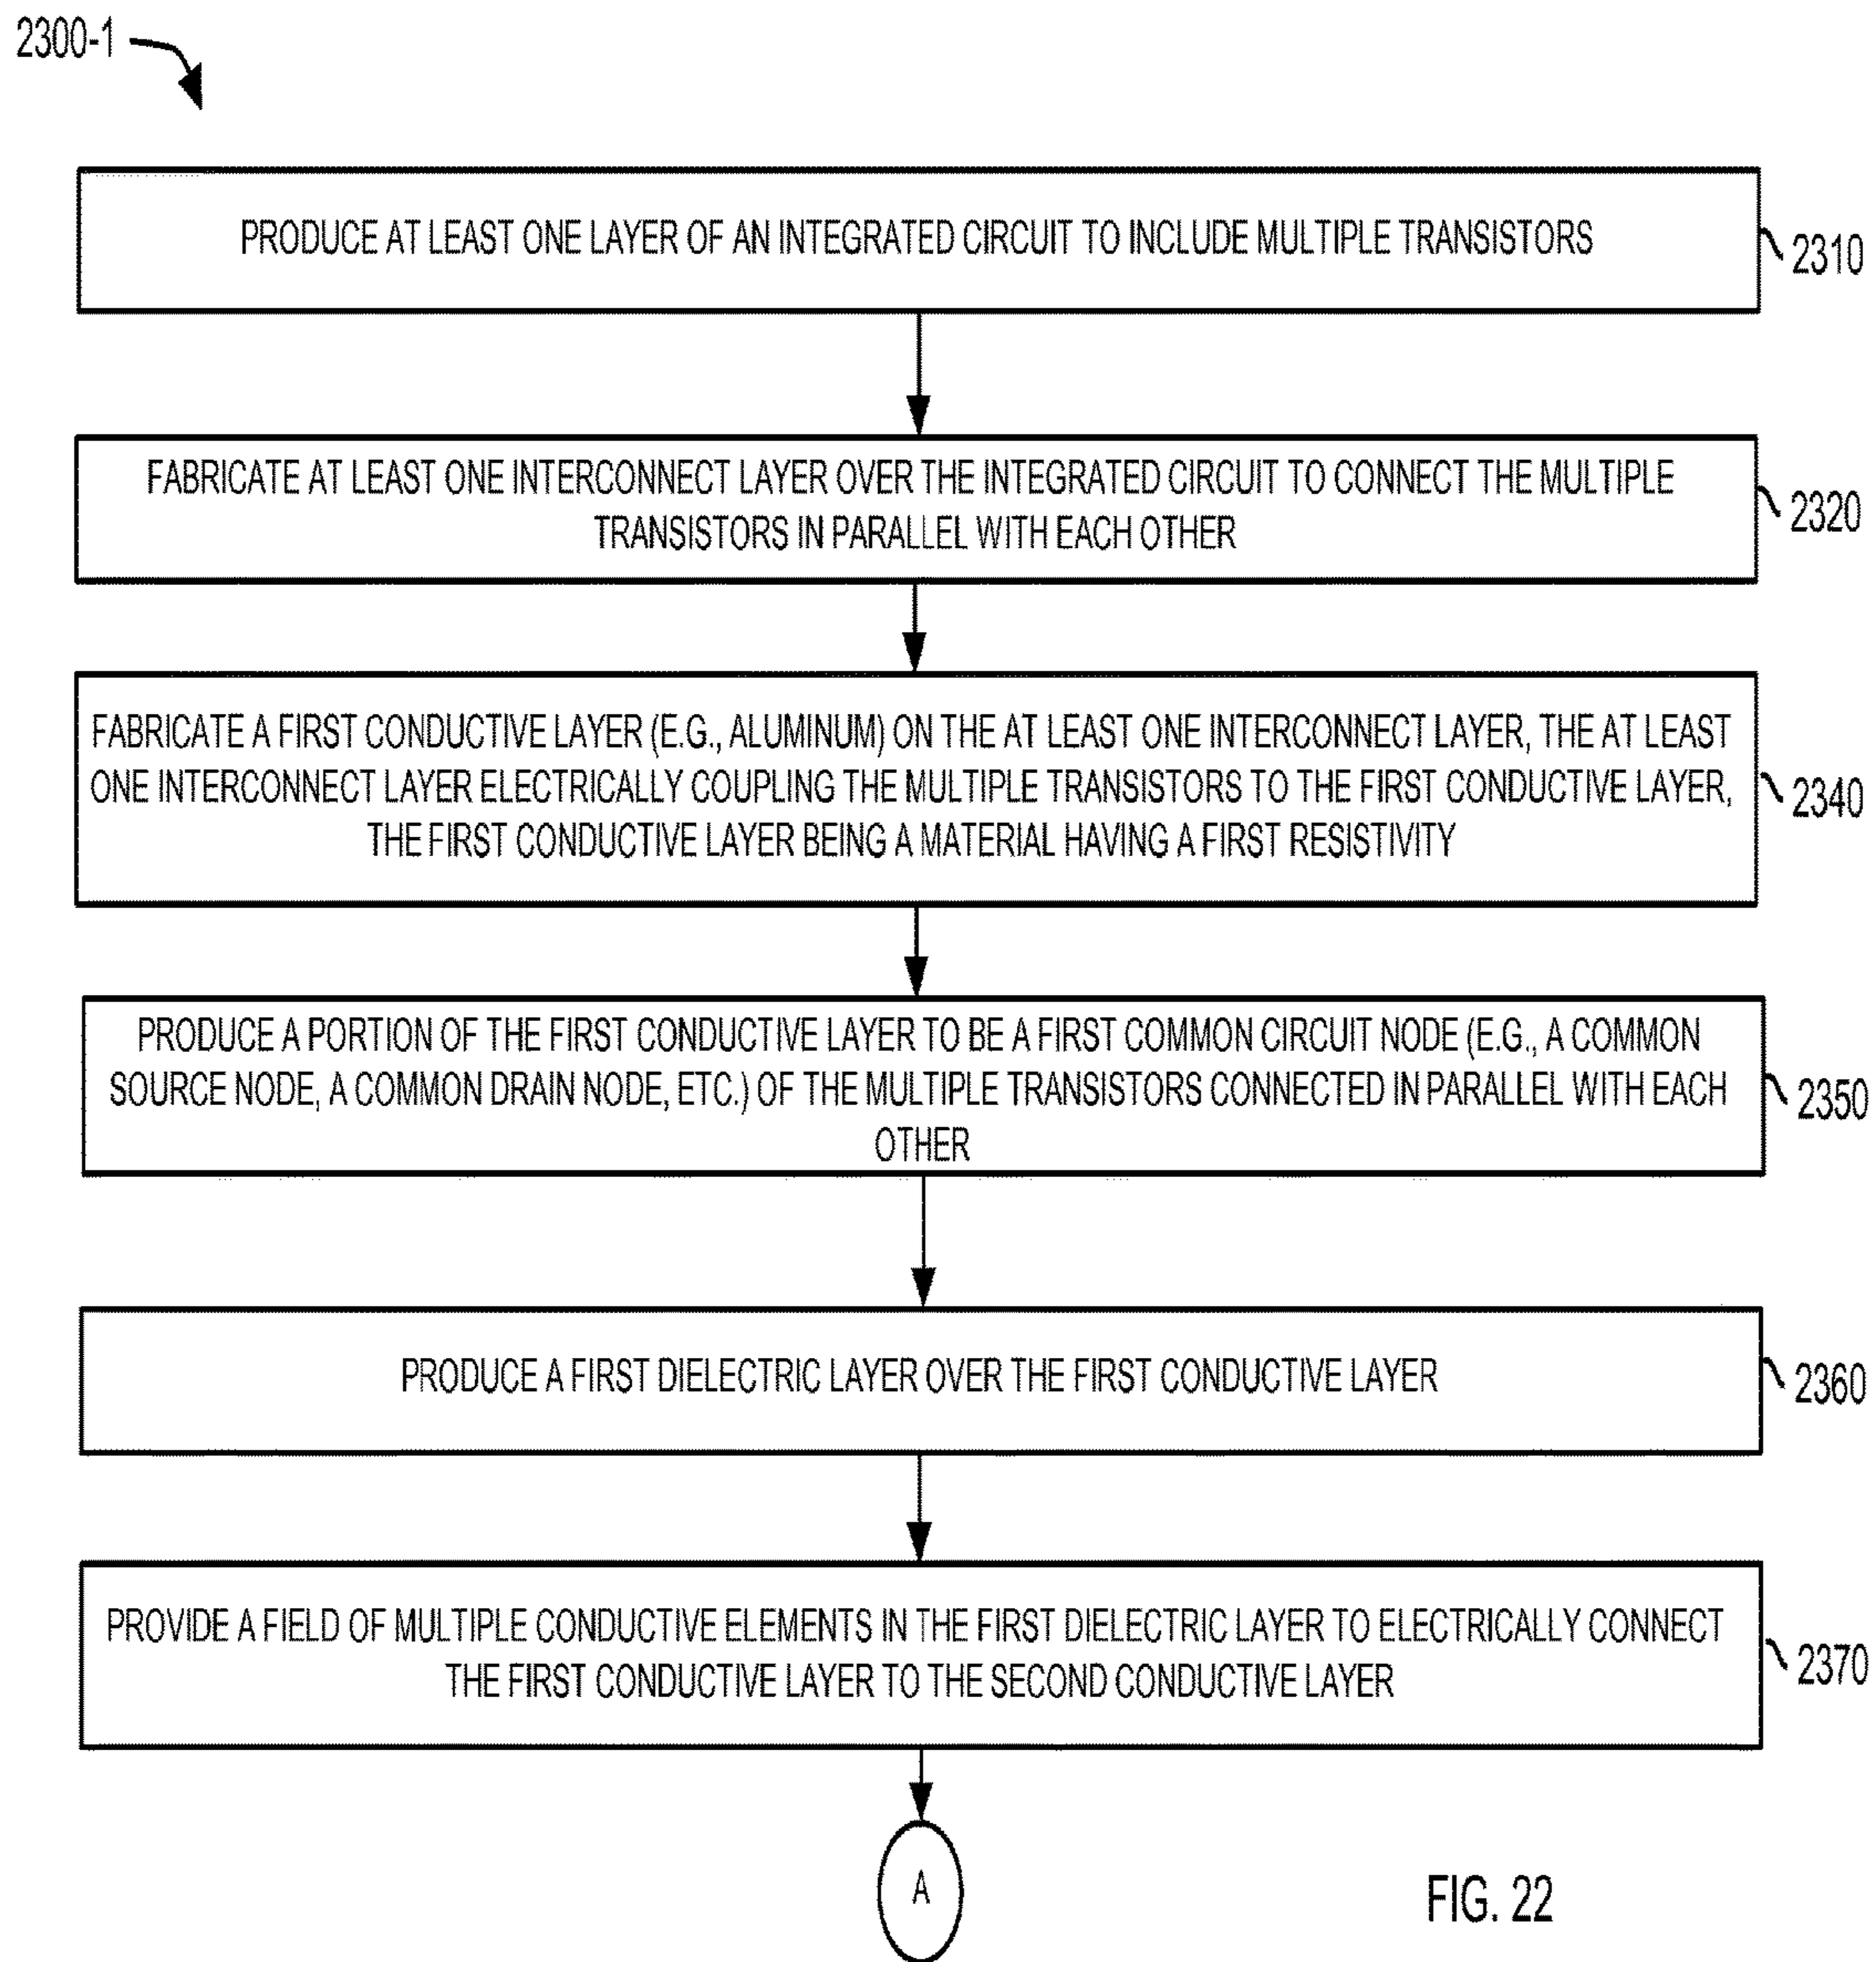 2300-1
PRODUCE AT LEAST ONE LAYER OF AN INTEGRATED CIRCUIT TO INCLUDE MULTIPLE TRANSISTORS
2310
FABRICATE AT LEAST ONE INTERCONNECT LAYER OVER THE INTEGRATED CIRCUIT TO CONNECT THE MULTIPLE
TRANSISTORS IN PARALLEL WITH EACH OTHER
2320
FABRICATE A FIRST CONDUCTIVE LAYER (E.G., ALUMINUM) ON THE AT LEAST ONE INTERCONNECT LAYER, THE AT LEAST
ONE INTERCONNECT LAYER ELECTRICALLY COUPLING THE MULTIPLE TRANSISTORS TO THE FIRST CONDUCTIVE LAYER,
THE FIRST CONDUCTIVE LAYER BEING A MATERIAL HAVING A FIRST RESISTIVITY
2340
PRODUCE A PORTION OF THE FIRST CONDUCTIVE LAYER TO BE A FIRST COMMON CIRCUIT NODE (E.G., A COMMON
SOURCE NODE, A COMMON DRAIN NODE, ETC.) OF THE MULTIPLE TRANSISTORS CONNECTED IN PARALLEL WITH EACH
OTHER
2350
PRODUCE A FIRST DIELECTRIC LAYER OVER THE FIRST CONDUCTIVE LAYER
2360
PROVIDE A FIELD OF MULTIPLE CONDUCTIVE ELEMENTS IN THE FIRST DIELECTRIC LAYER TO ELECTRICALLY CONNECT
THE FIRST CONDUCTIVE LAYER TO THE SECOND CONDUCTIVE LAYER
2370
A
FIG. 22